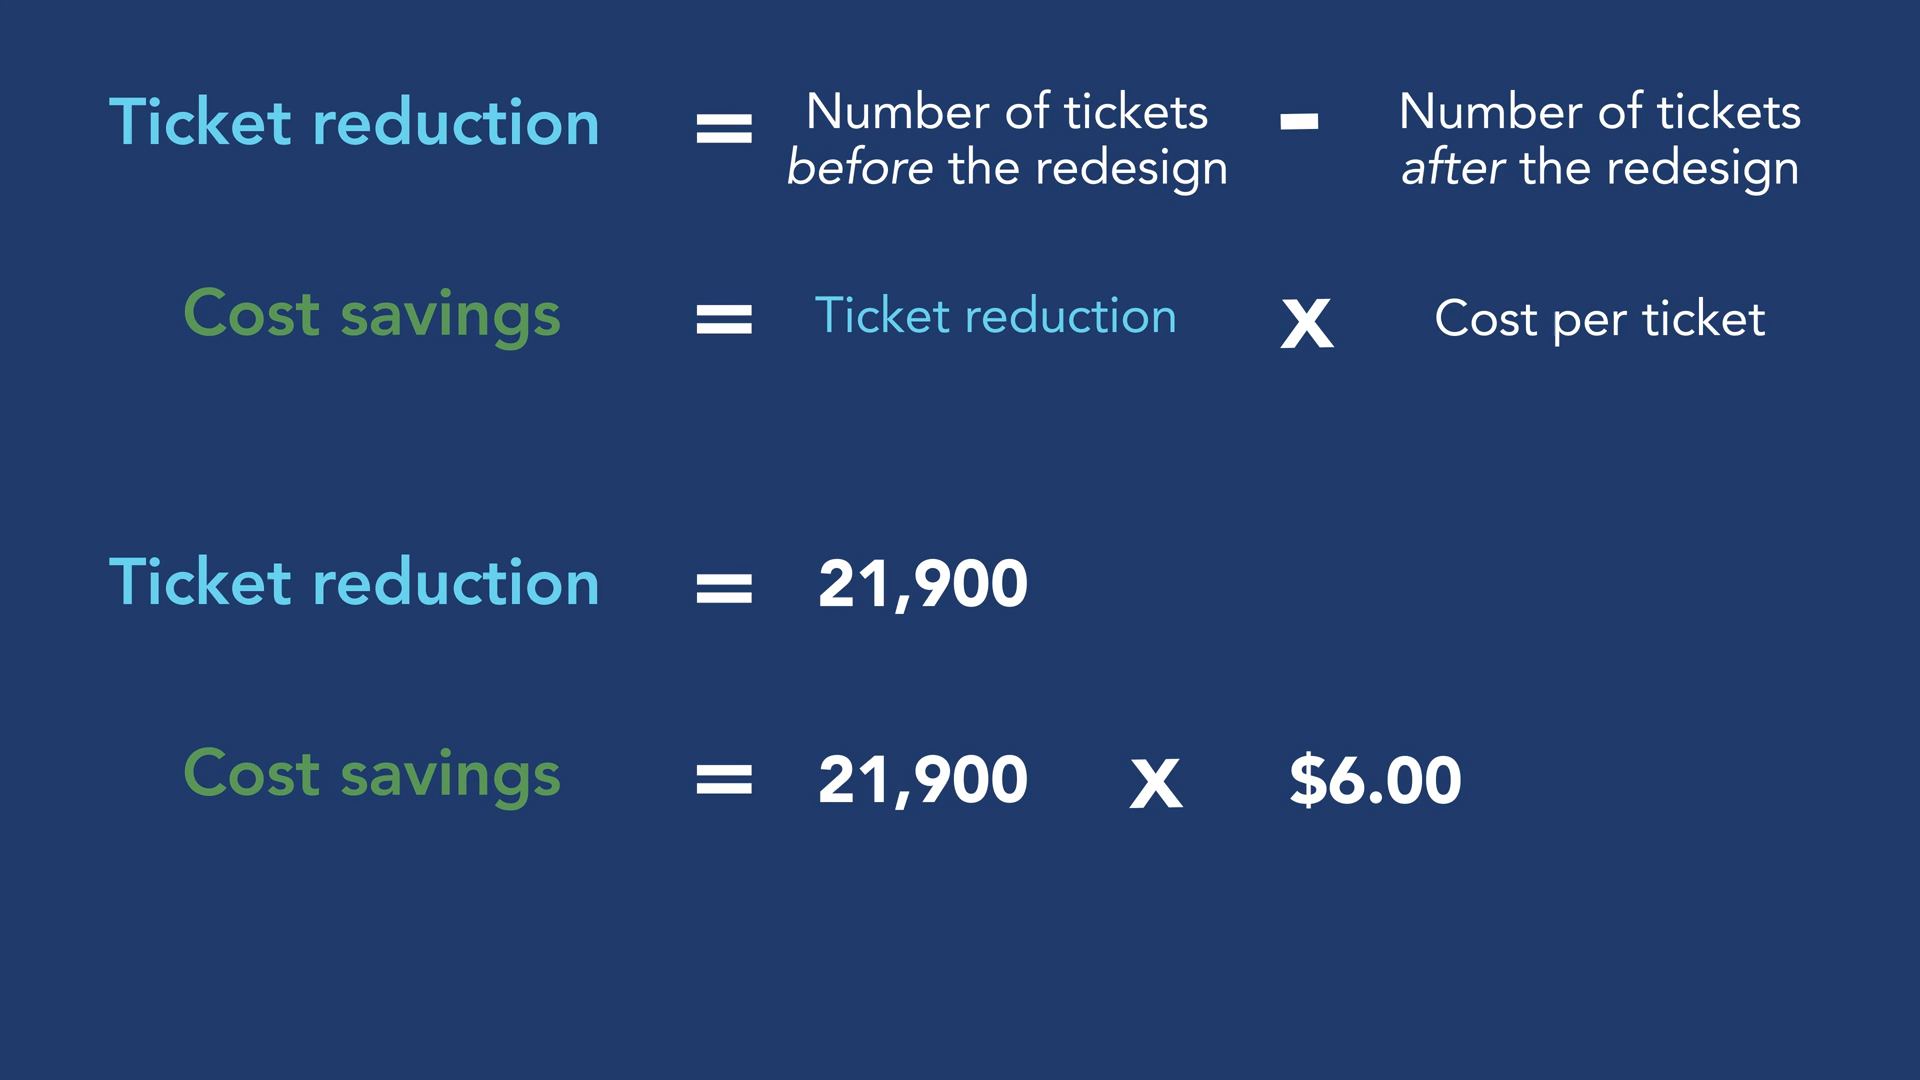 Ticket reduction = Number of tickets before the redesign - Number of tickets after the redesign
Cost savings = Ticket reduction x Cost per ticket
Ticket reduction = 21,900
Cost savings = 21,900 x $6.00